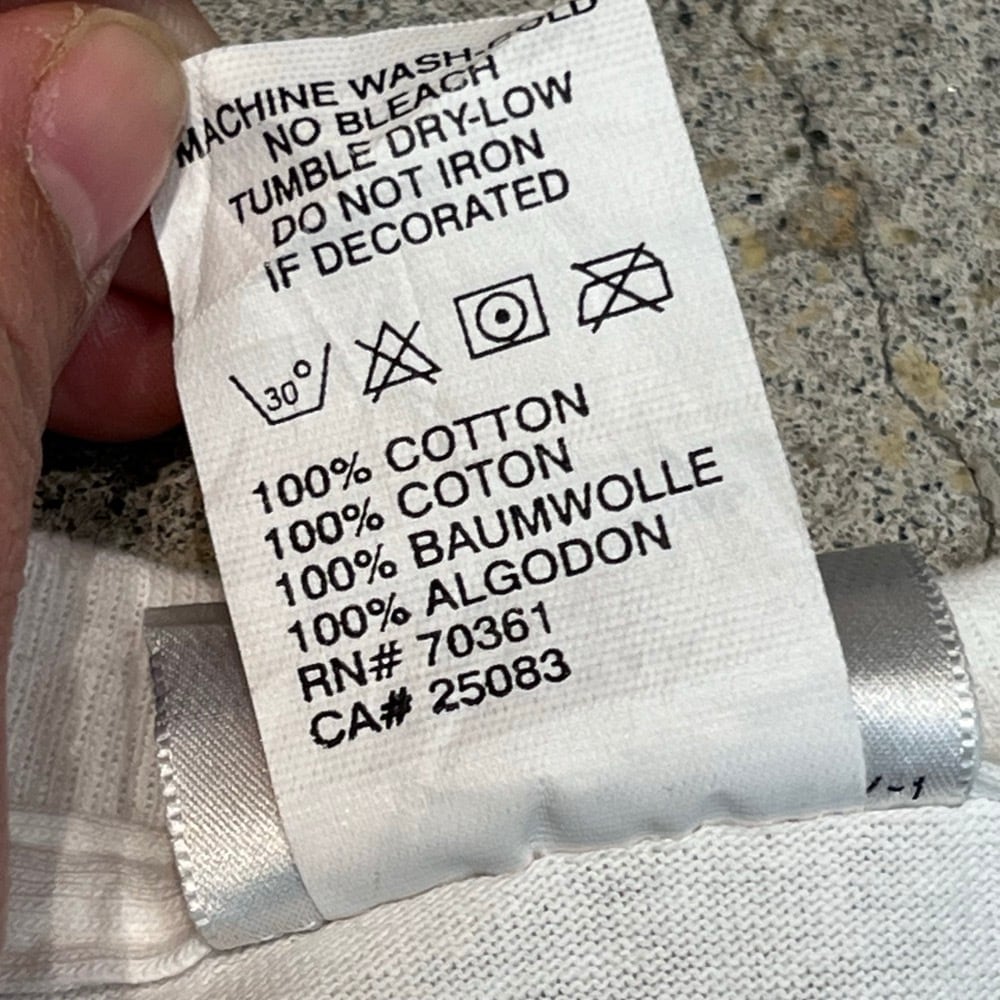 MACHINE WASH-COLD
NO BLEACH
TUMBLE DRY-LOW
DO NOT IRON
IF DECORATED
30°
100% COTTON
100% COTON
100% BAUMWOLLE
100% ALGODON
RN# 70361
CA# 25083